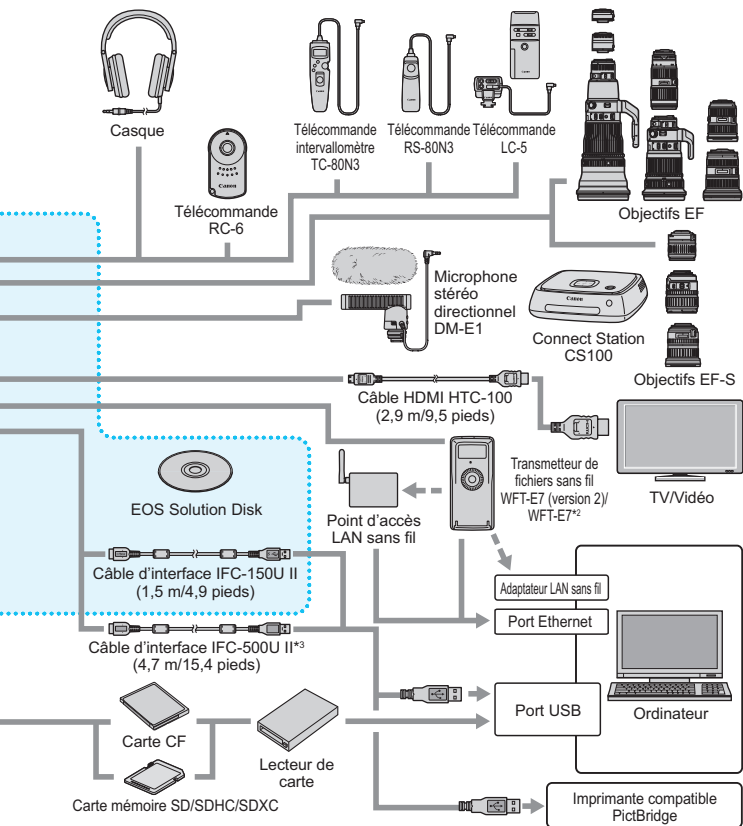 Casque
Télécommande
intervallomètre
TC-80N3
Télécommande
RS-80N3
Télécommande
LC-5
Canon
Télécommande
RC-6
Objectifs EF
Microphone
stéréo
directionnel
DM-E1
Canon
Connect Station
CS100
Objectifs EF-S
Câble HDMI HTC-100
(2,9 m/9,5 pieds)
TV/Vidéo
EOS Solution Disk
Point d'accès
LAN sans fil
Transmetteur de
fichiers sans fil
WFT-E7 (version 2)/
WFT-E7*2
Câble d'interface IFC-150U II
(1,5 m/4,9 pieds)
Adaptateur LAN sans fil
Port Ethernet
Câble d'interface IFC-500U II*3
(4,7 m/15,4 pieds)
Port USB
Ordinateur
Carte CF
Lecteur de
carte
Carte mémoire SD/SDHC/SDXC
Imprimante compatible
PictBridge